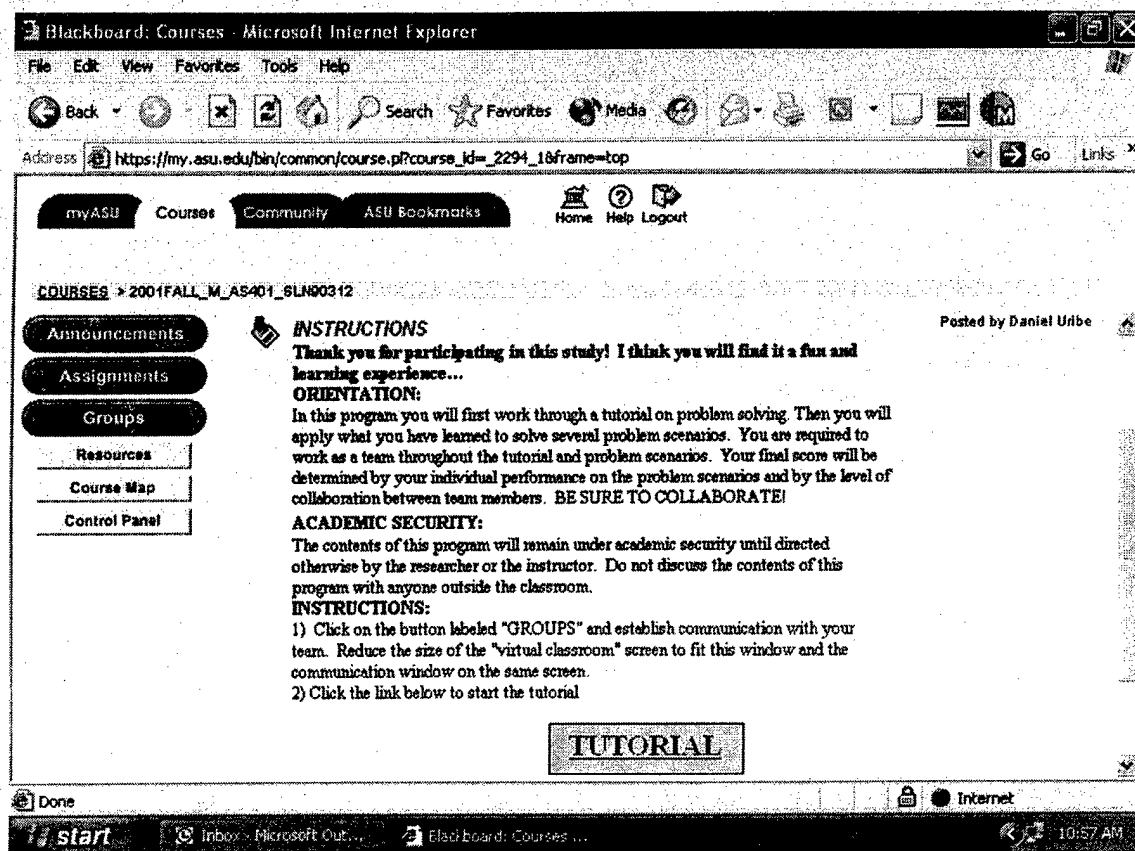 Blackboard: Courses - Microsoft Internet Explorer
File Edit View Favorites Tools Help
Back Search Favorites Media
Address https://my.asu.edu/bin/common/course.pl?course_id=_2294_1&frame=top Go Links »
myASU Courses Community ASU Bookmarks Home Help Logout
COURSES > 2001FALL_M_AS401_SLN90312
Announcements
Assignments
Groups
Resources
Course Map
Control Panel
INSTRUCTIONS Posted by Daniel Uribe
Thank you for participating in this study! I think you will find it a fun and
learning experience...
ORIENTATION:
In this program you will first work through a tutorial on problem solving. Then you will
apply what you have learned to solve several problem scenarios. You are required to
work as a team throughout the tutorial and problem scenarios. Your final score will be
determined by your individual performance on the problem scenarios and by the level of
collaboration between team members. BE SURE TO COLLABORATE!
ACADEMIC SECURITY:
The contents of this program will remain under academic security until directed
otherwise by the researcher or the instructor. Do not discuss the contents of this
program with anyone outside the classroom.
INSTRUCTIONS:
1) Click on the button labeled "GROUPS" and establish communication with your
team. Reduce the size of the "virtual classroom" screen to fit this window and the
communication window on the same screen.
2) Click the link below to start the tutorial
TUTORIAL
Done Internet
start Inbox - Microsoft Out... Blackboard: Courses ... 10:57 AM